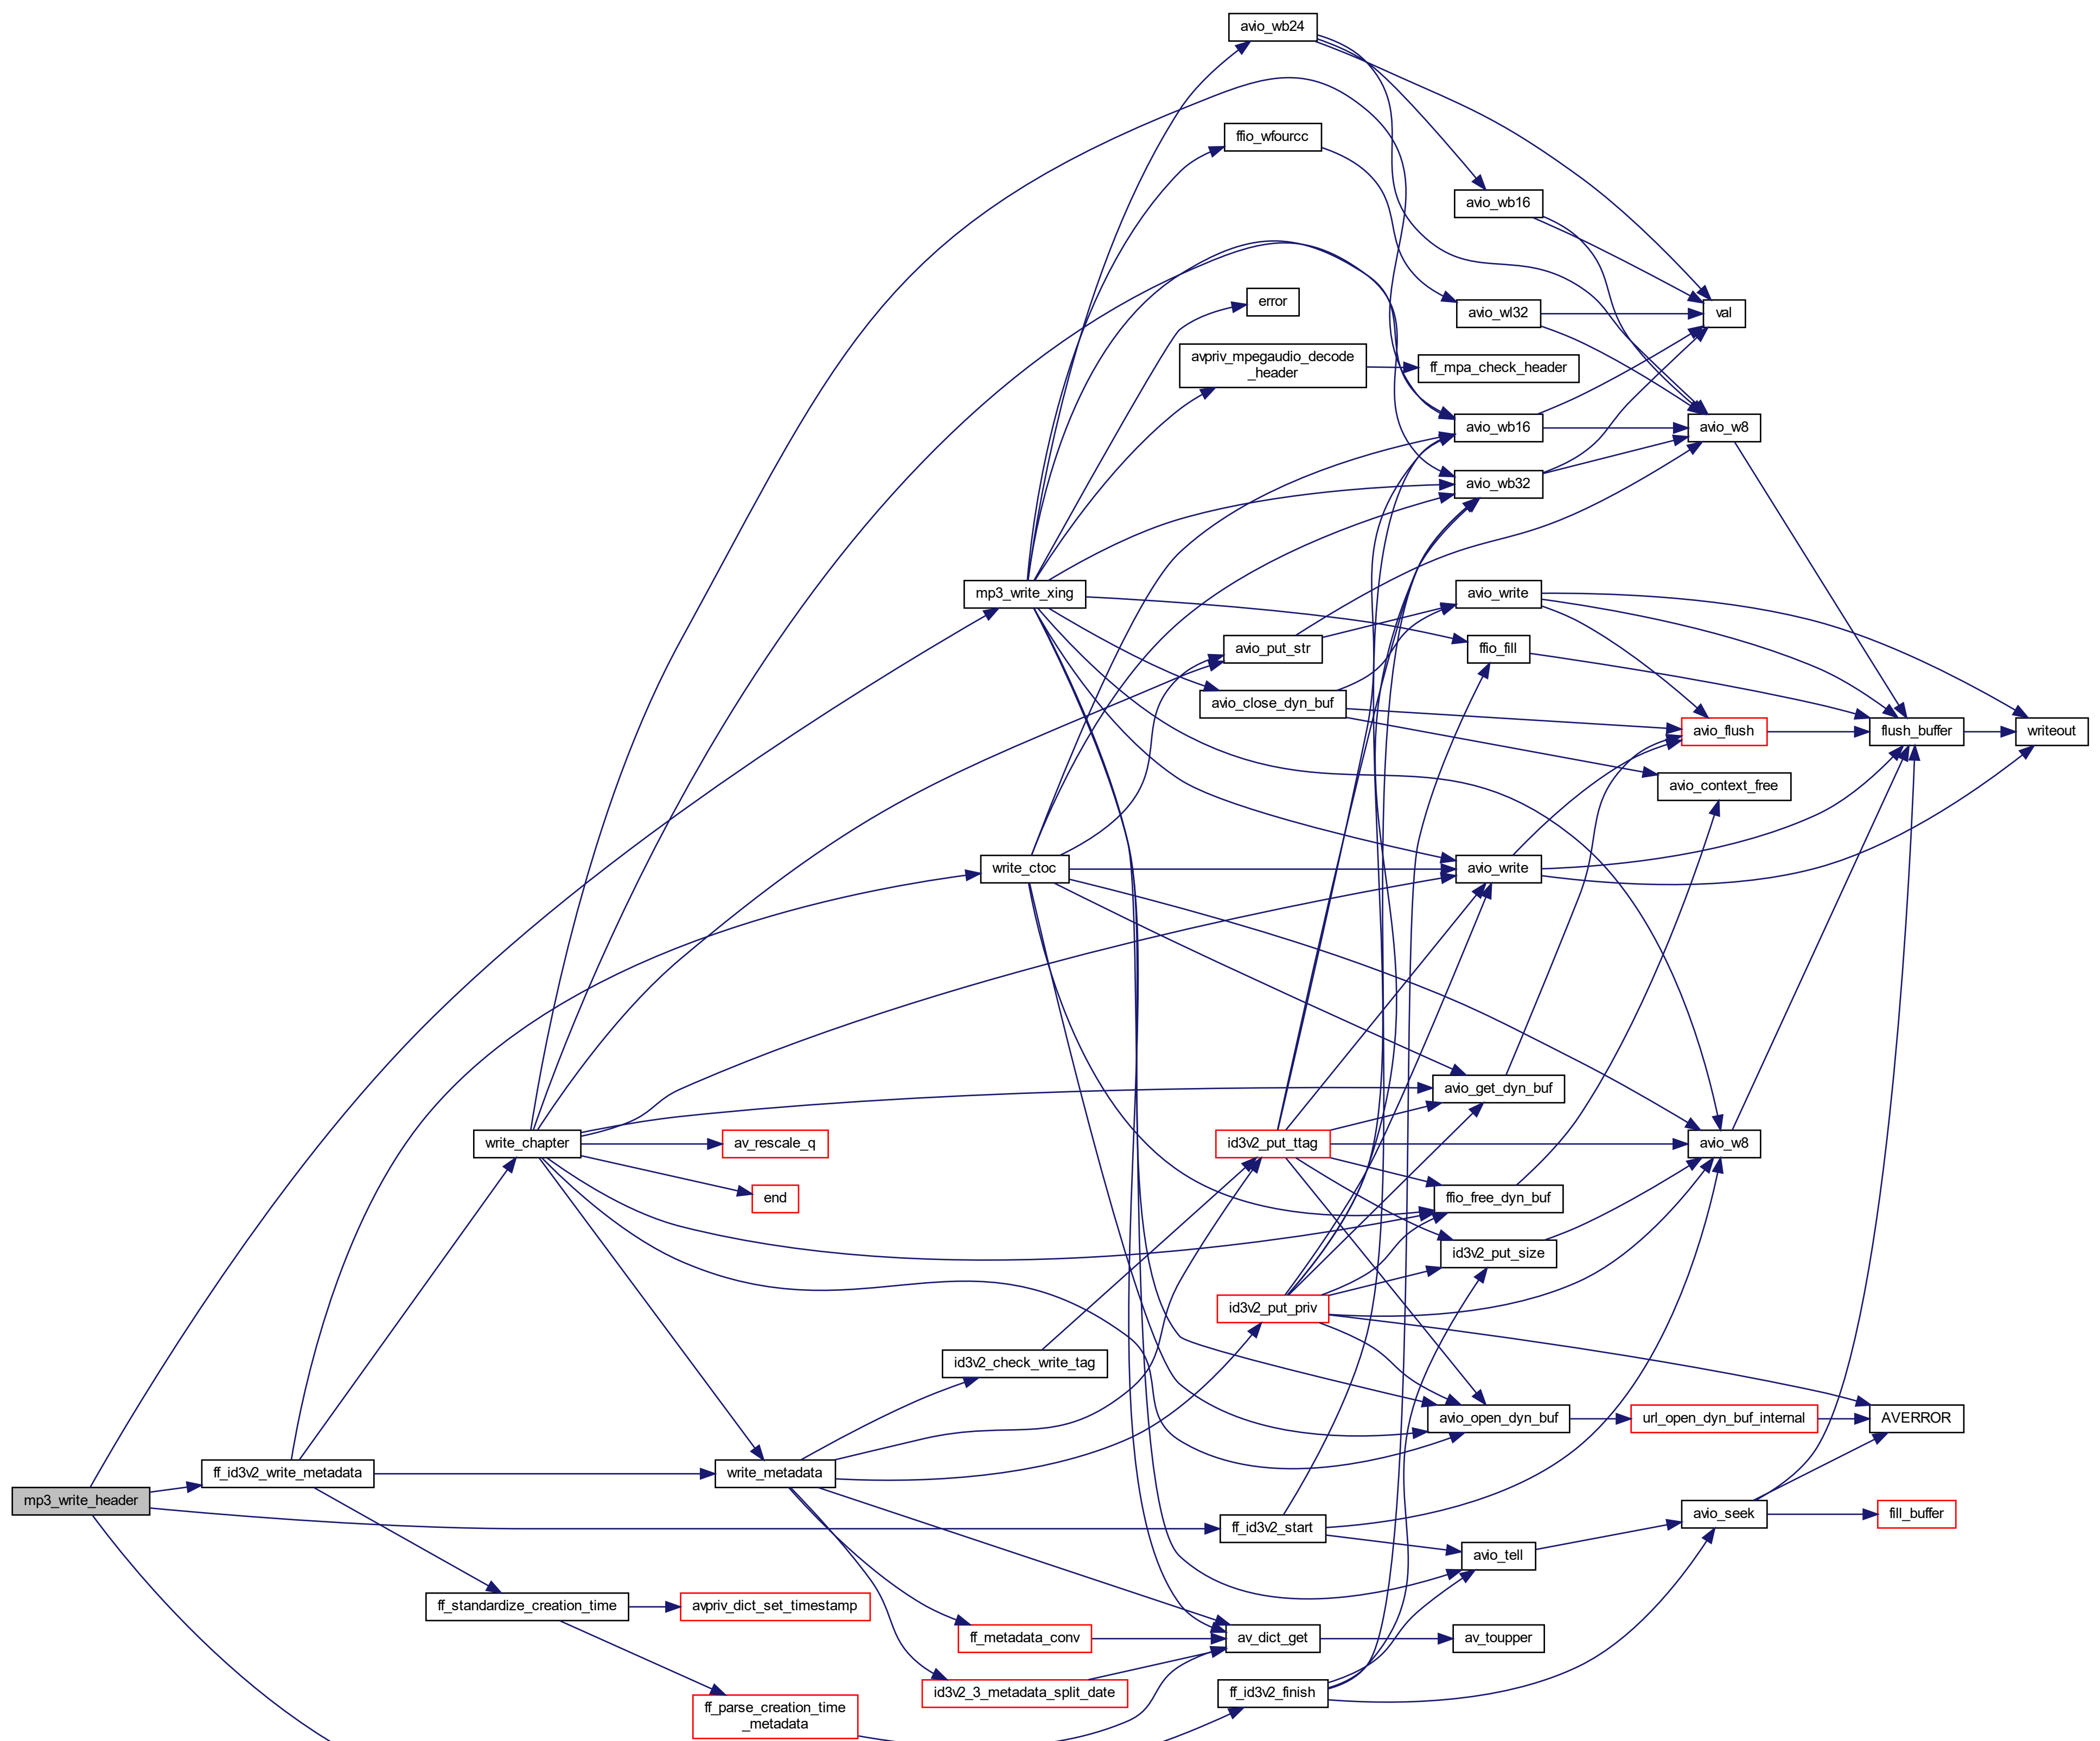 avio_wb24
ffio_wfourcc
avio_wb16
error
avio_wl32
val
avpriv_mpegaudio_decode
_header
ff_mpa_check_header
avio_wb16
avio_w8
avio_wb32
mp3_write_xing
avio_write
avio_put_str
ffio_fill
avio_close_dyn_buf
avio_flush
flush_buffer
writeout
avio_context_free
write_ctoc
avio_write
avio_get_dyn_buf
write_chapter
av_rescale_q
id3v2_put_ttag
avio_w8
end
ffio_free_dyn_buf
id3v2_put_size
id3v2_put_priv
id3v2_check_write_tag
avio_open_dyn_buf
url_open_dyn_buf_internal
AVERROR
ff_id3v2_write_metadata
write_metadata
mp3_write_header
ff_id3v2_start
avio_seek
fill_buffer
avio_tell
ff_standardize_creation_time
avpriv_dict_set_timestamp
ff_metadata_conv
av_dict_get
av_toupper
id3v2_3_metadata_split_date
ff_id3v2_finish
ff_parse_creation_time
_metadata